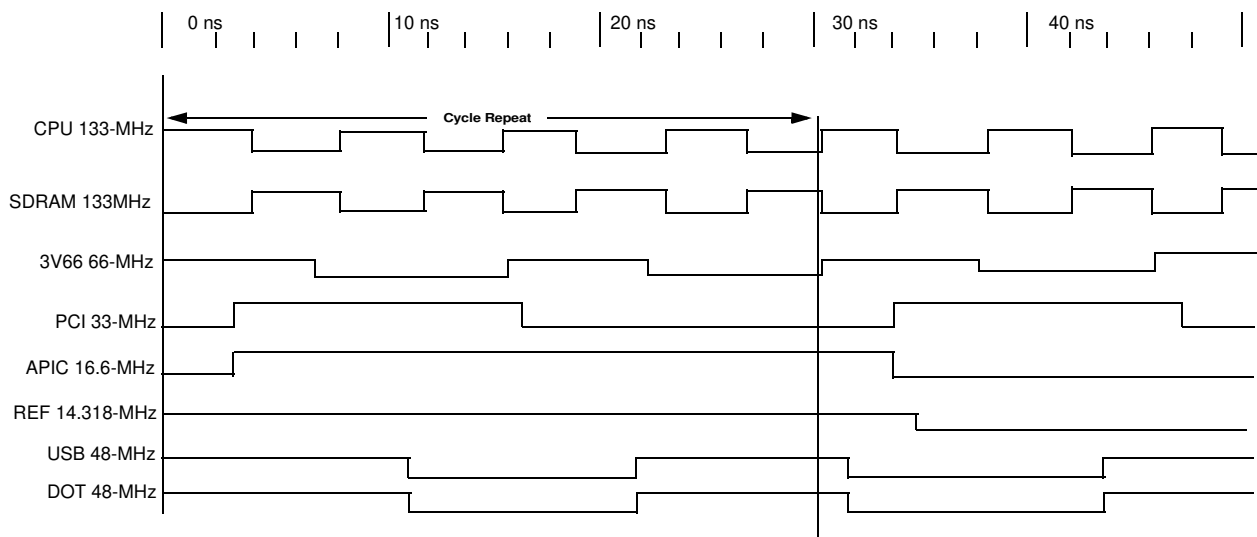 0 ns 10 ns 20 ns 30 ns 40 ns
Cycle Repeat
CPU 133-MHz
SDRAM 133MHz
3V66 66-MHz
PCI 33-MHz
APIC 16.6-MHz
REF 14.318-MHz
USB 48-MHz
DOT 48-MHz